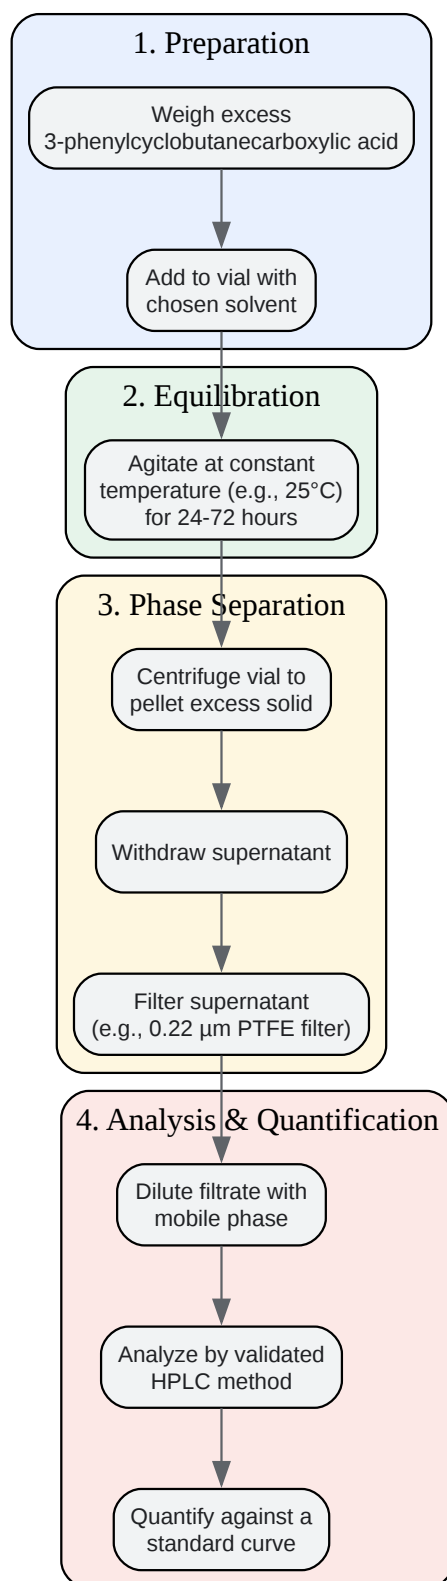 1. Preparation
Weigh excess
3-phenylcyclobutanecarboxylic acid
Add to vial with
chosen solvent
2. Equilibration
Agitate at constant
temperature (e.g., 25°C)
for 24-72 hours
3. Phase Separation
Centrifuge vial to
pellet excess solid
Withdraw supernatant
Filter supernatant
(e.g., 0.22 µm PTFE filter)
4. Analysis & Quantification
Dilute filtrate with
mobile phase
Analyze by validated
HPLC method
Quantify against a
standard curve